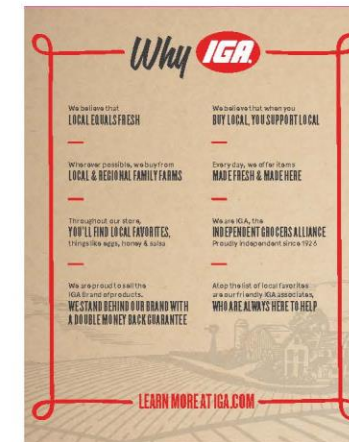 Why IGA
We believe that
LOCAL EQUALS FRESH
Wherever possible, we buy from
LOCAL & REGIONAL FAMILY FARMS
Throughout our store,
YOU'LL FIND LOCAL FAVORITES,
things like eggs, honey & salsa
We are proud to sell the
IGA Brand of products.
WE STAND BEHIND OUR BRAND WITH
A DOUBLE MONEY BACK GUARANTEE
We believe that when you
BUY LOCAL, YOU SUPPORT LOCAL
Every day, we offer items
MADE FRESH & MADE HERE
We are IGA, the
INDEPENDENT GROCERS ALLIANCE
Proudly independent since 1926
Atop the list of local favorites
are our friendly IGA associates,
WHO ARE ALWAYS HERE TO HELP
LEARN MORE AT IGA.COM